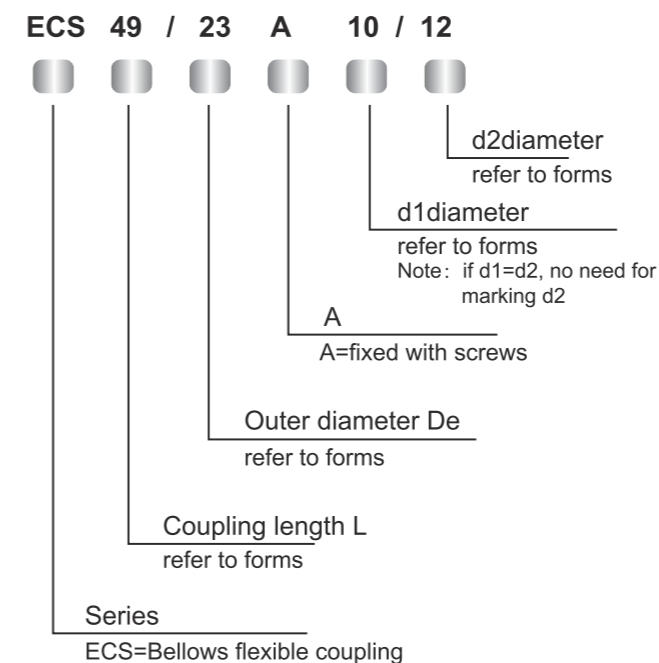 ECS 49 / 23 A 10 / 12
d2diameter
refer to forms
d1diameter
refer to forms
Note: if d1=d2, no need for
marking d2
A
A=fixed with screws
Outer diameter De
refer to forms
Coupling length L
refer to forms
Series
ECS=Bellows flexible coupling